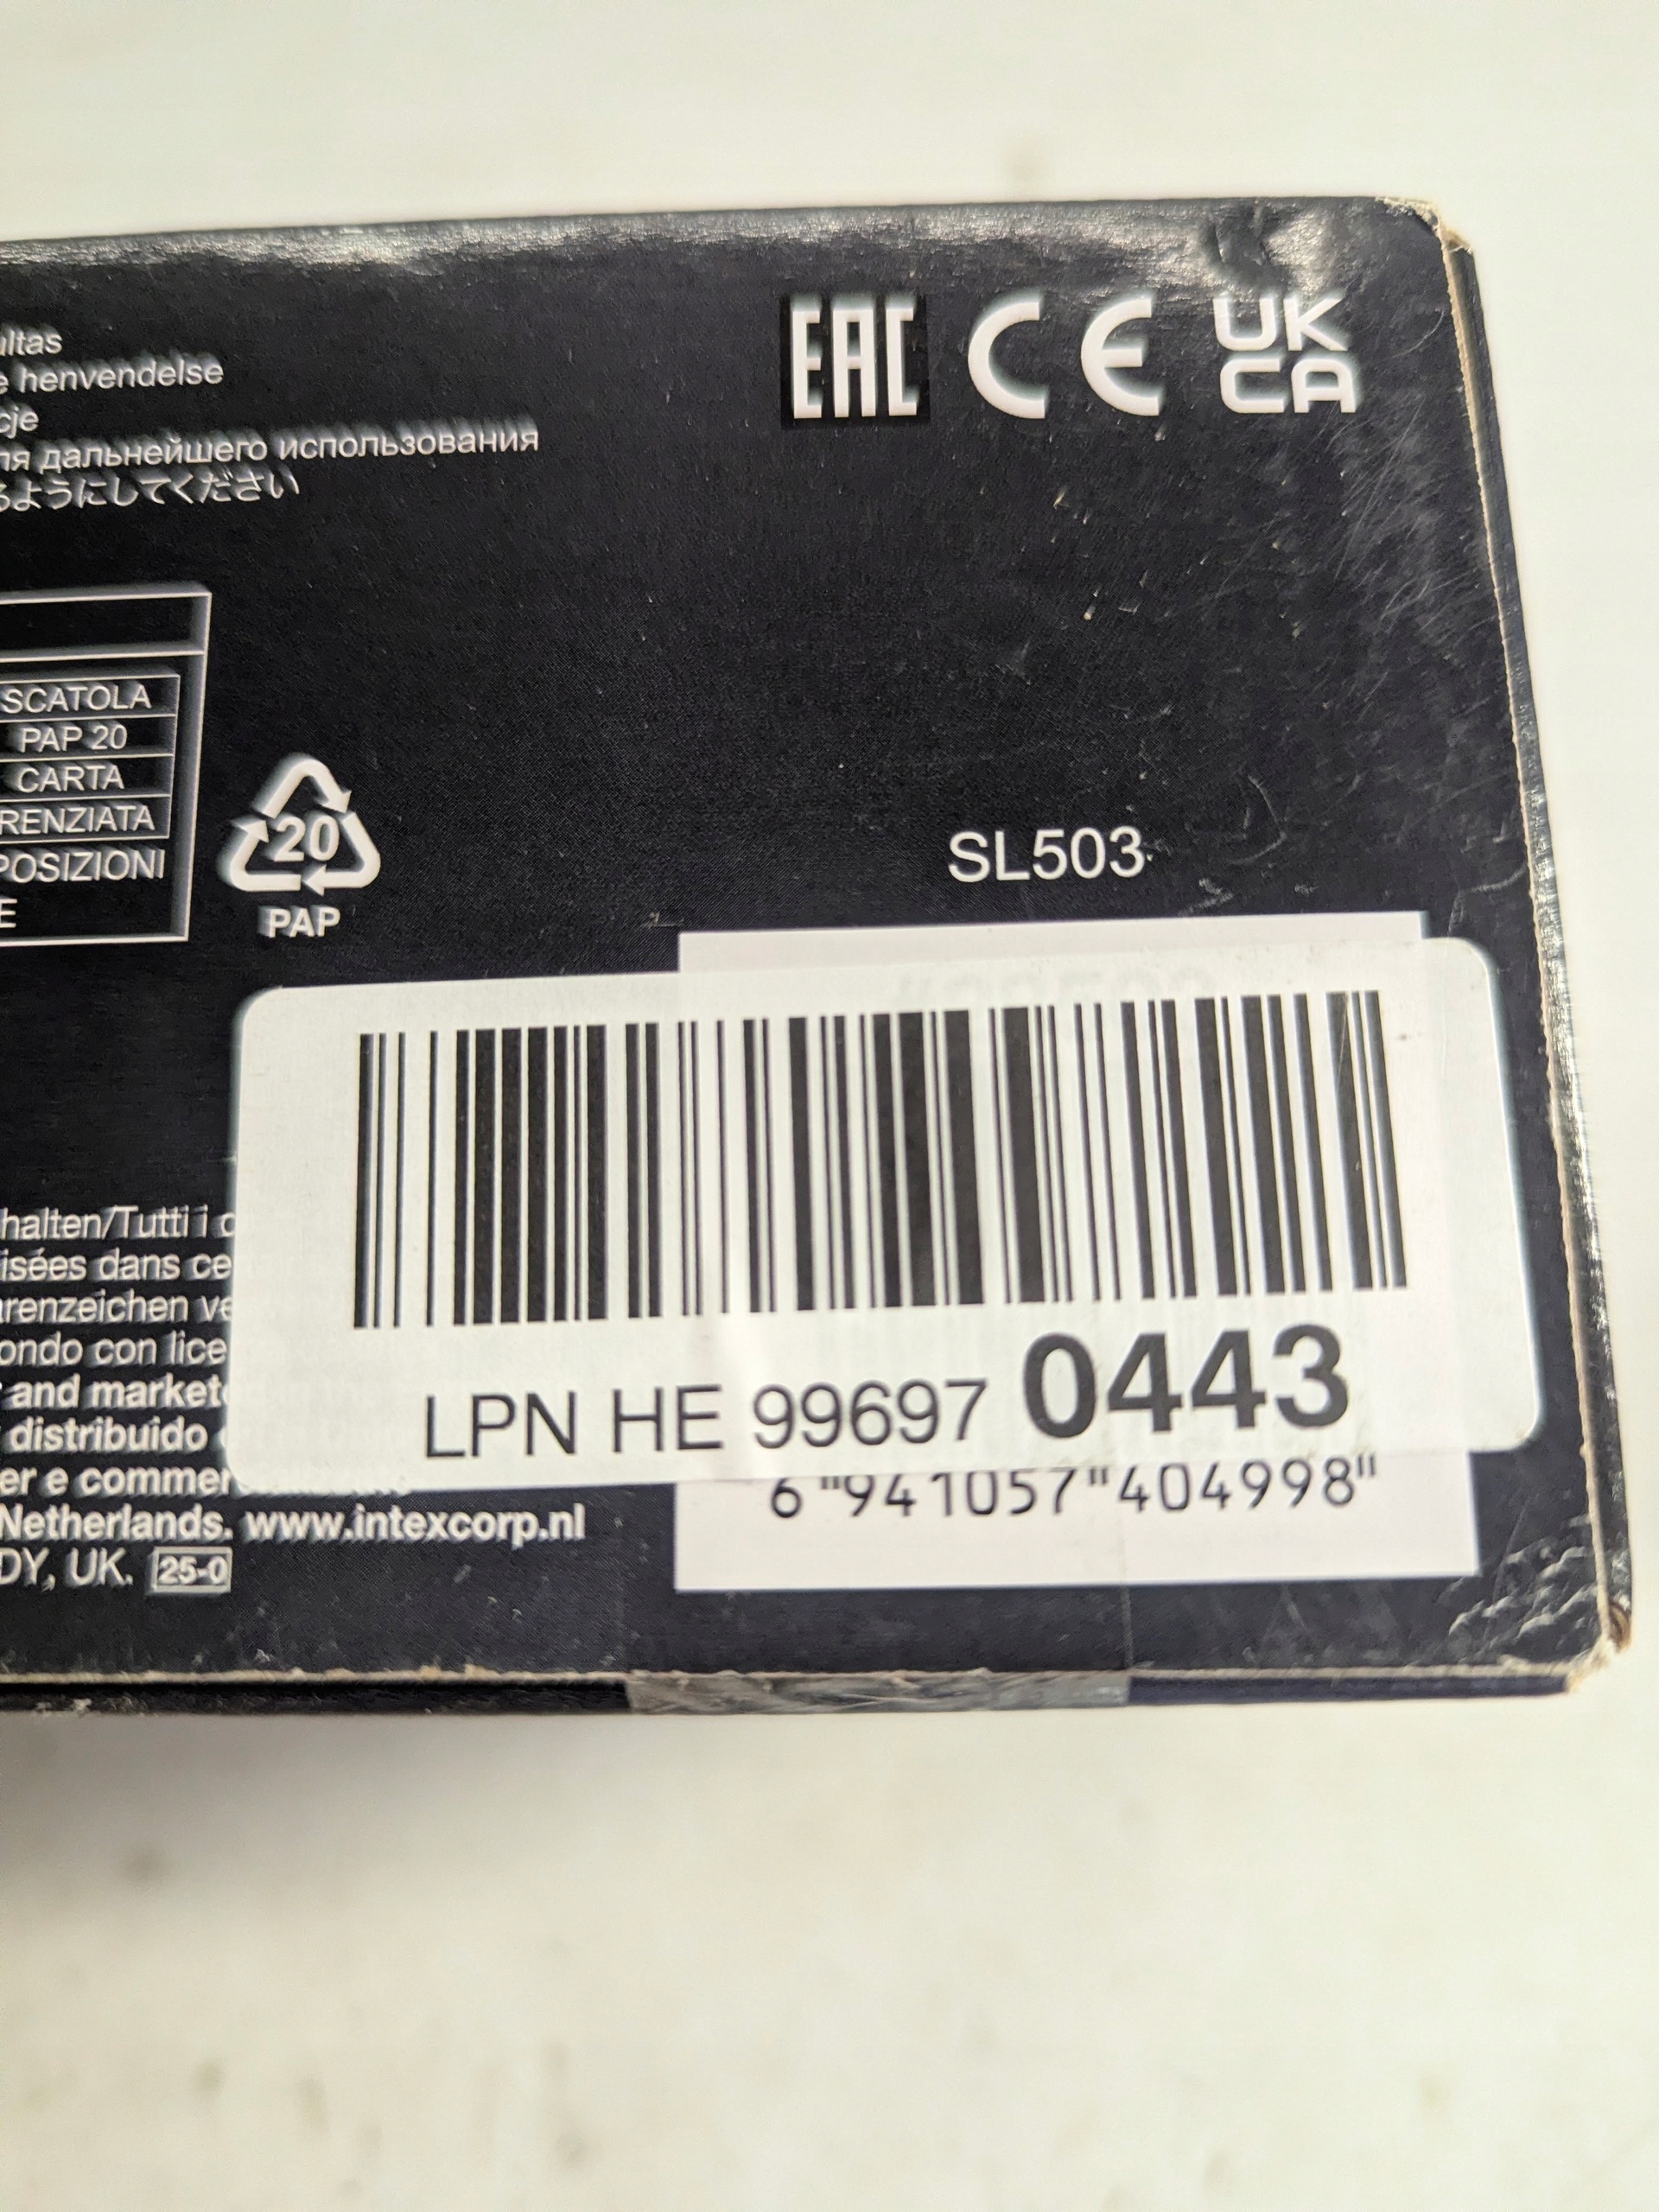 ultas
e henvendelse
cje
ля дальнейшего использования
るようにしてください
EAC CE UK
CA
SCATOLA
PAP 20
CARTA
RENZIATA
POSIZIONI
E
20
PAP
SL503
LPN HE 99697 0443
6"941057"404998"
halten/Tutti i d
isées dans ce
arenzeichen ve
ondo con lice
and market
distribuido
er e commer
Netherlands. www.intexcorp.nl
DY, UK. 25-0